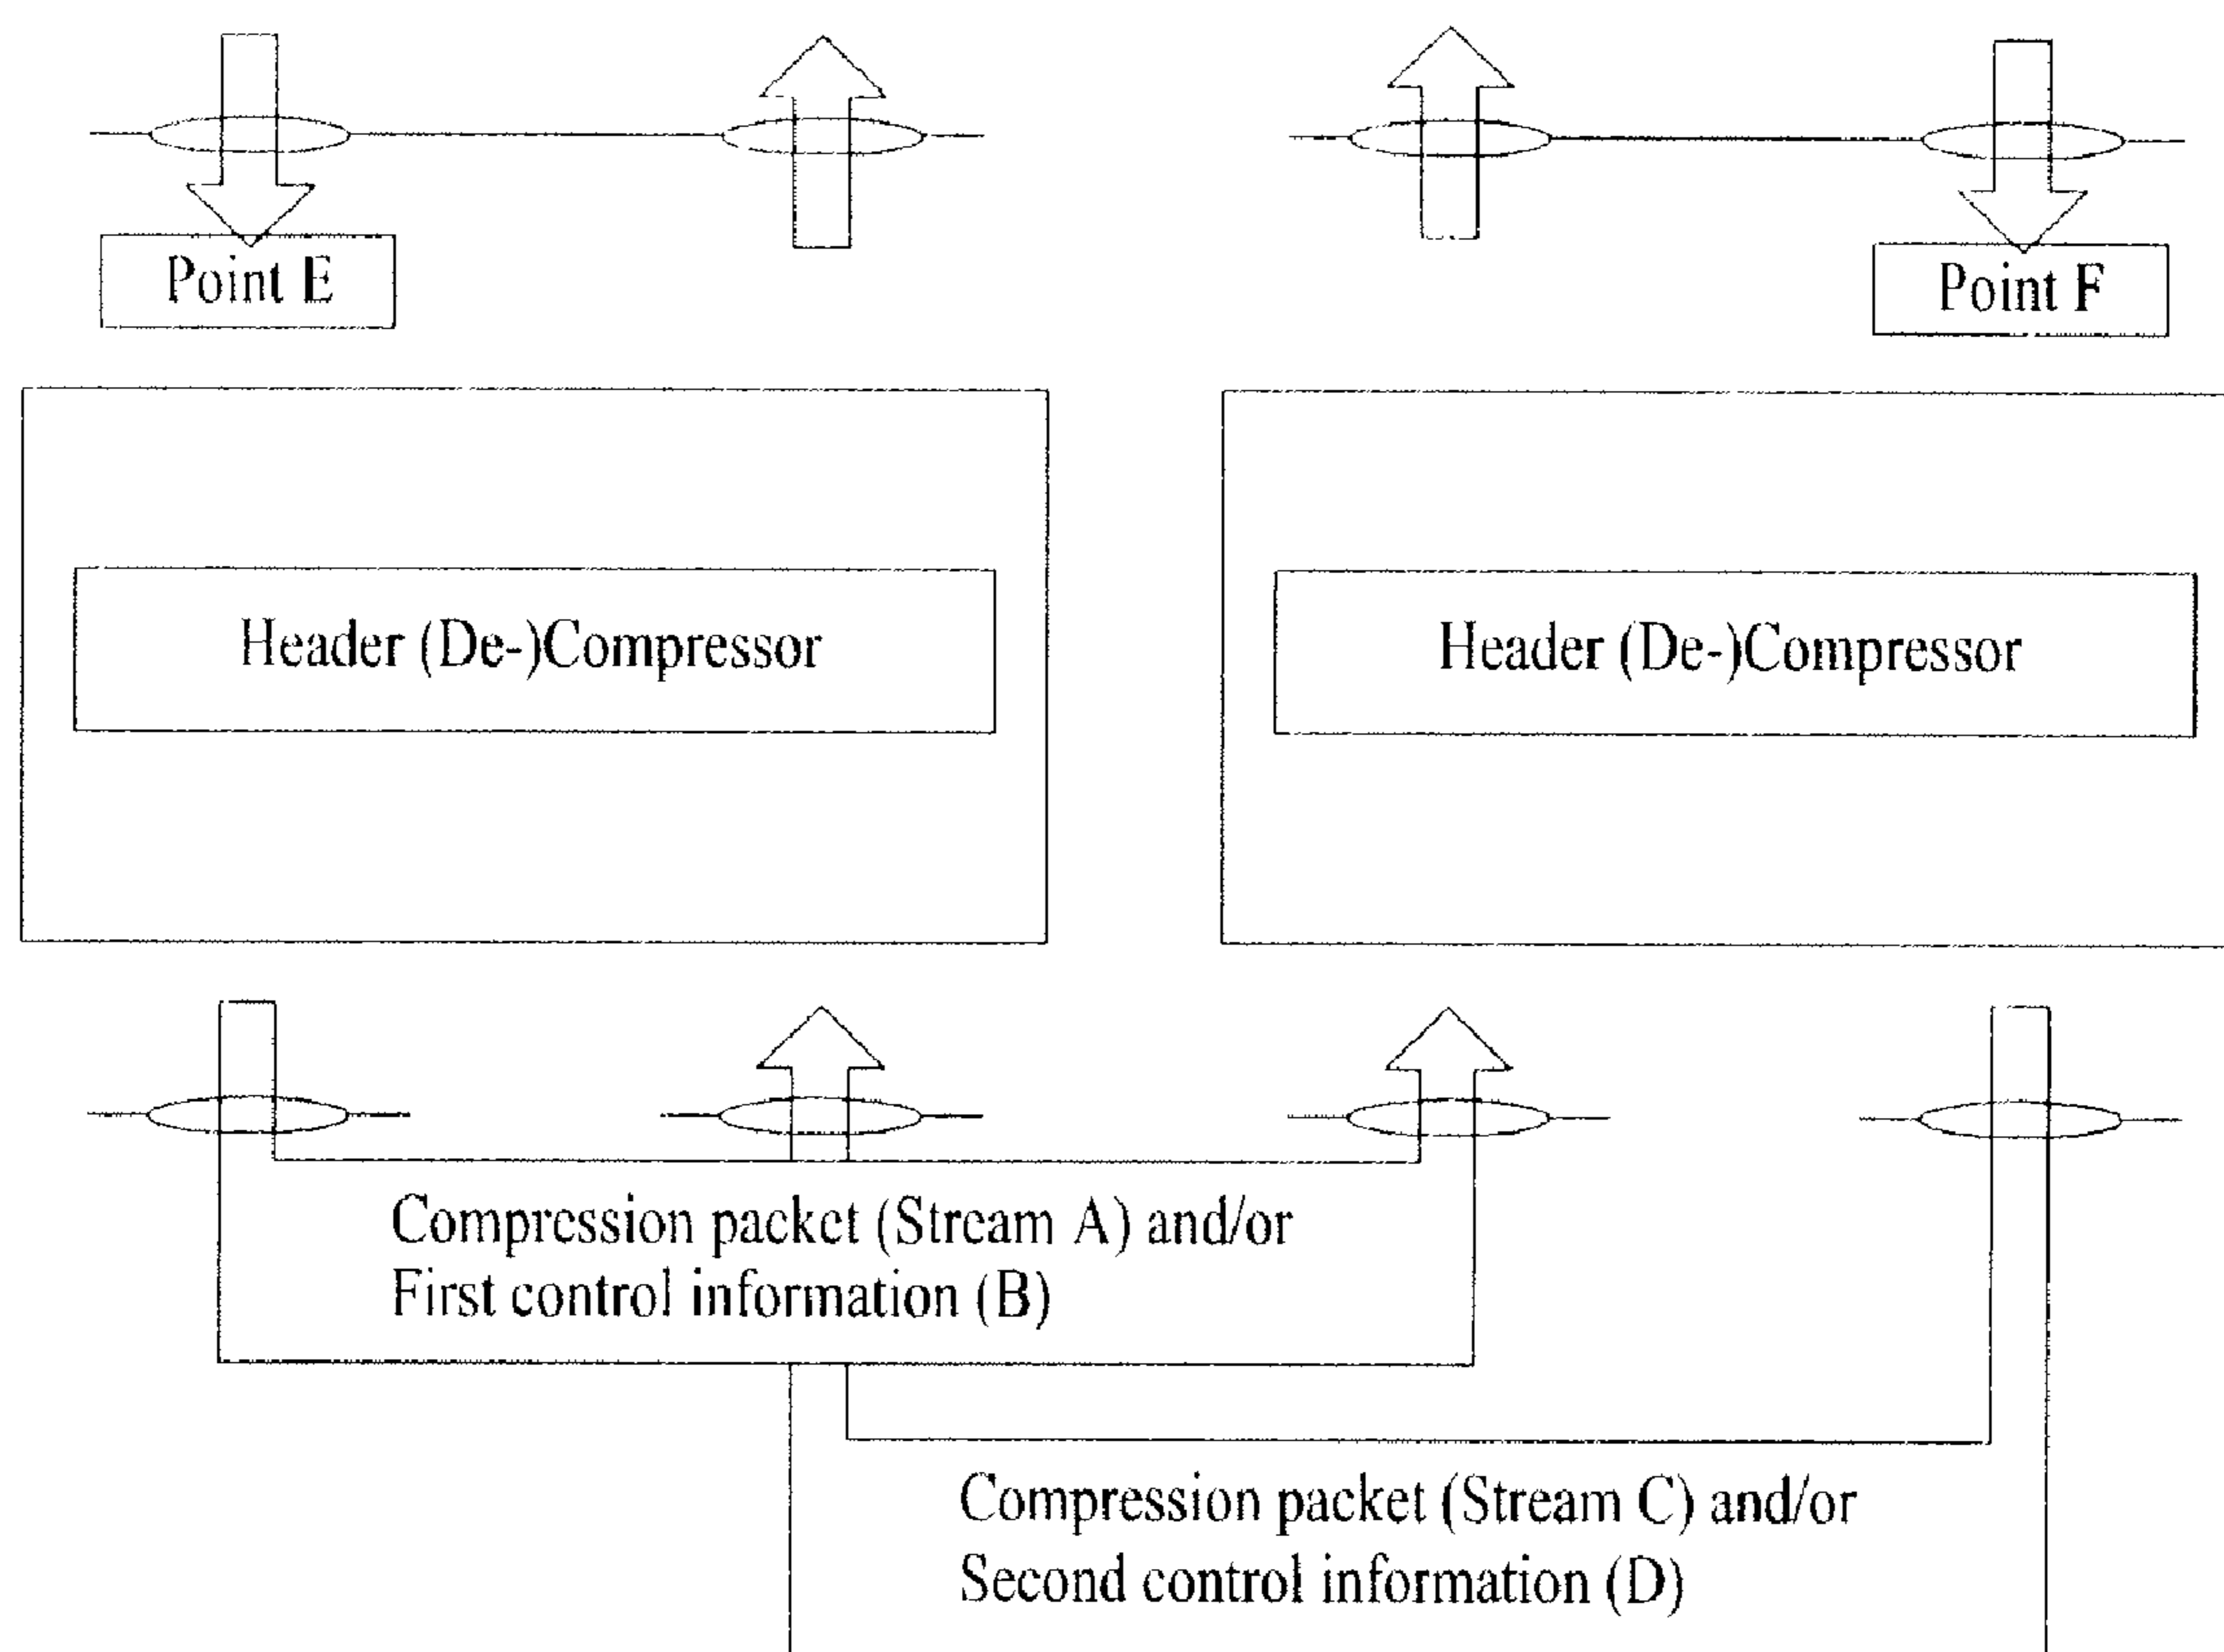 Point E
Point F
Header (De-)Compressor
Header (De-)Compressor
Compression packet (Stream A) and/or
First control information (B)
Compression packet (Stream C) and/or
Second control information (D)